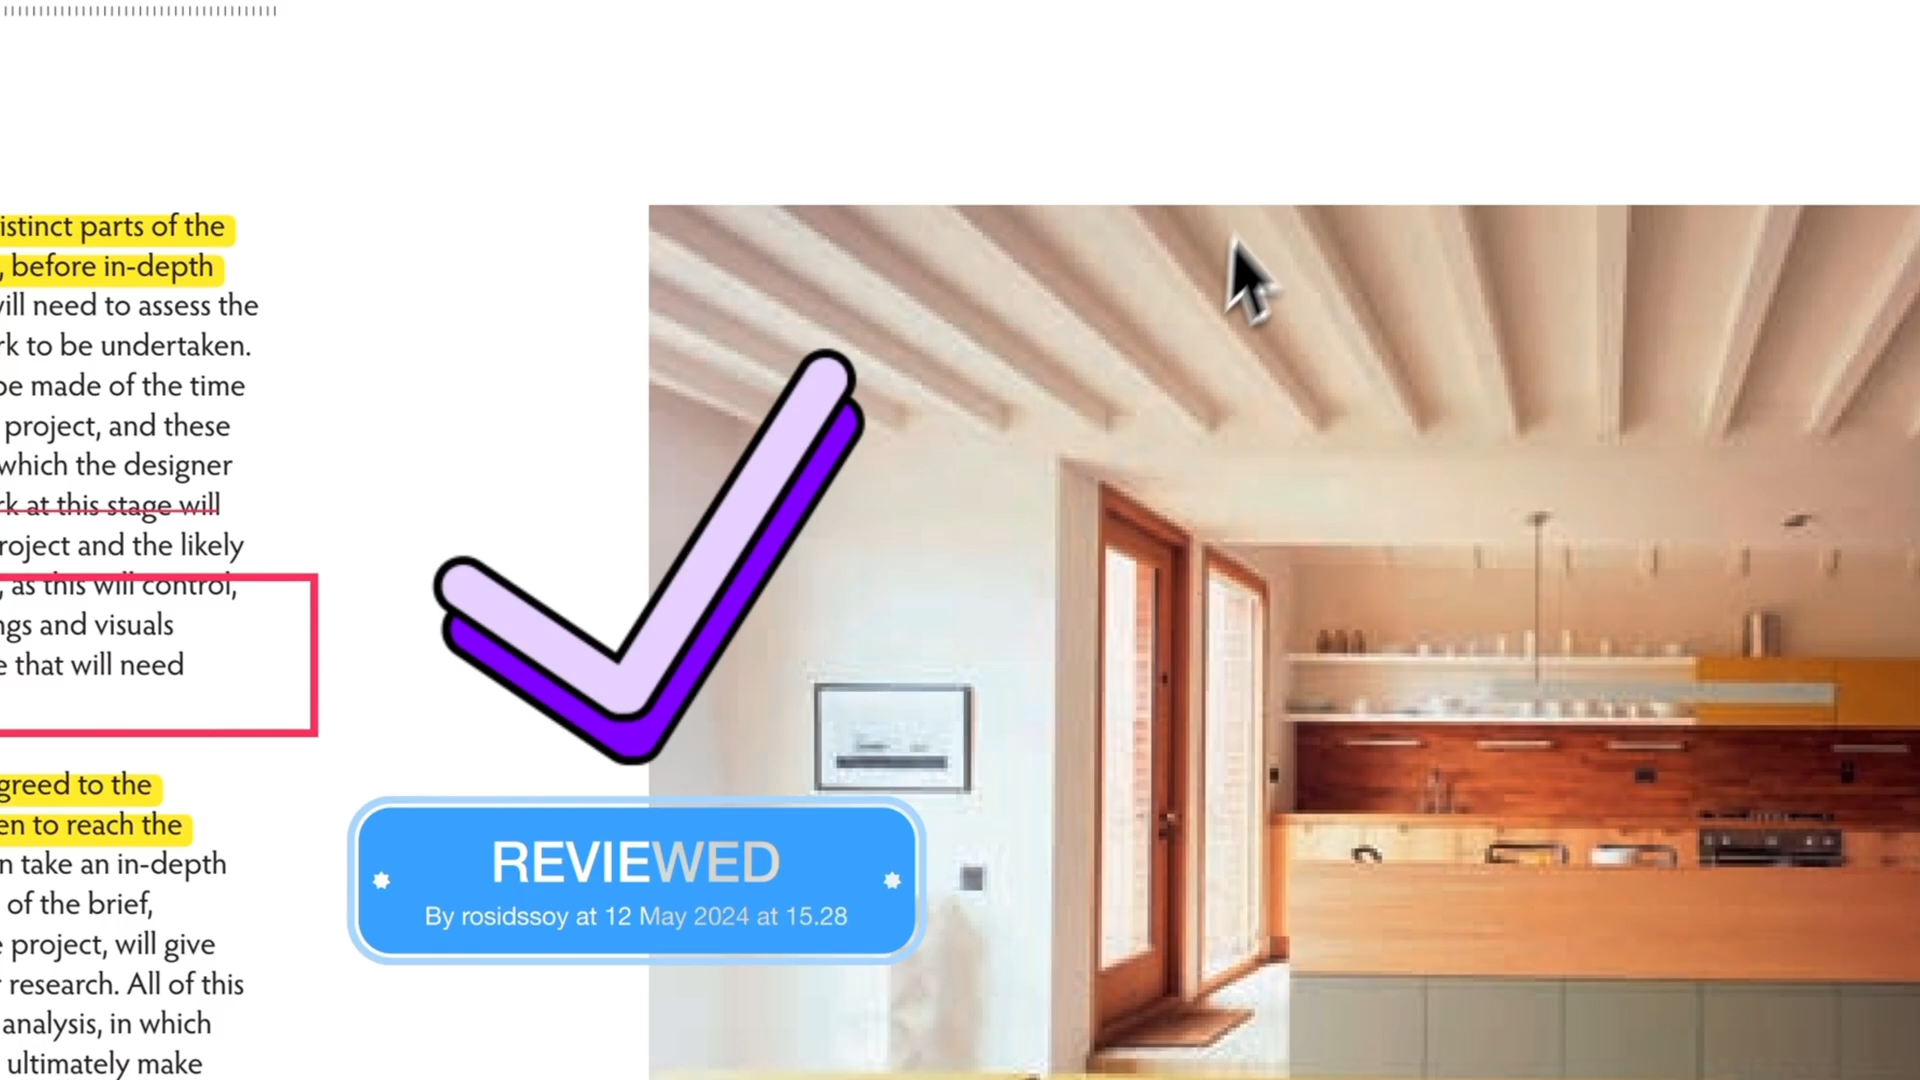 istinct parts of the
, before in-depth
will need to assess the
rk to be undertaken.
be made of the time
project, and these
which the designer
rk at this stage will
roject and the likely
, as this will control,
ngs and visuals
e that will need
greed to the
en to reach the
n take an in-depth
of the brief,
e project, will give
r research. All of this
analysis, in which
ultimately make
REVIEWED
By rosidssoy at 12 May 2024 at 15.28